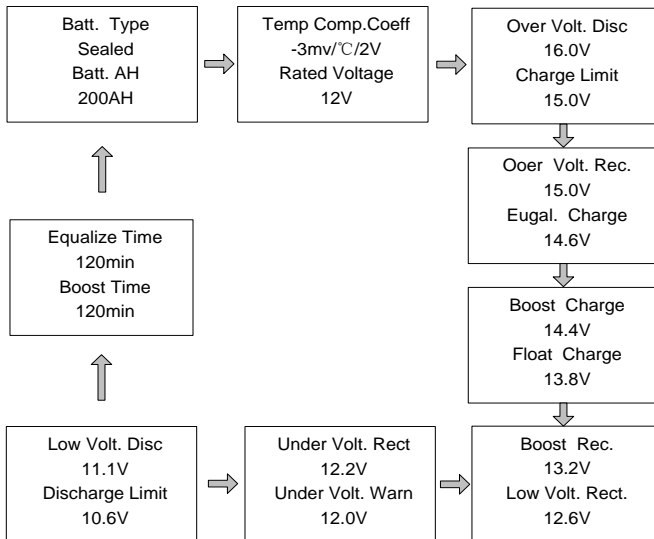 Batt. Type
Sealed
Batt. AH
200AH
Temp Comp.Coeff
-3mv/℃/2V
Rated Voltage
12V
Over Volt. Disc
16.0V
Charge Limit
15.0V
Ooer Volt. Rec.
15.0V
Eugal. Charge
14.6V
Equalize Time
120min
Boost Time
120min
Boost Charge
14.4V
Float Charge
13.8V
Low Volt. Disc
11.1V
Discharge Limit
10.6V
Under Volt. Rect
12.2V
Under Volt. Warn
12.0V
Boost Rec.
13.2V
Low Volt. Rect.
12.6V